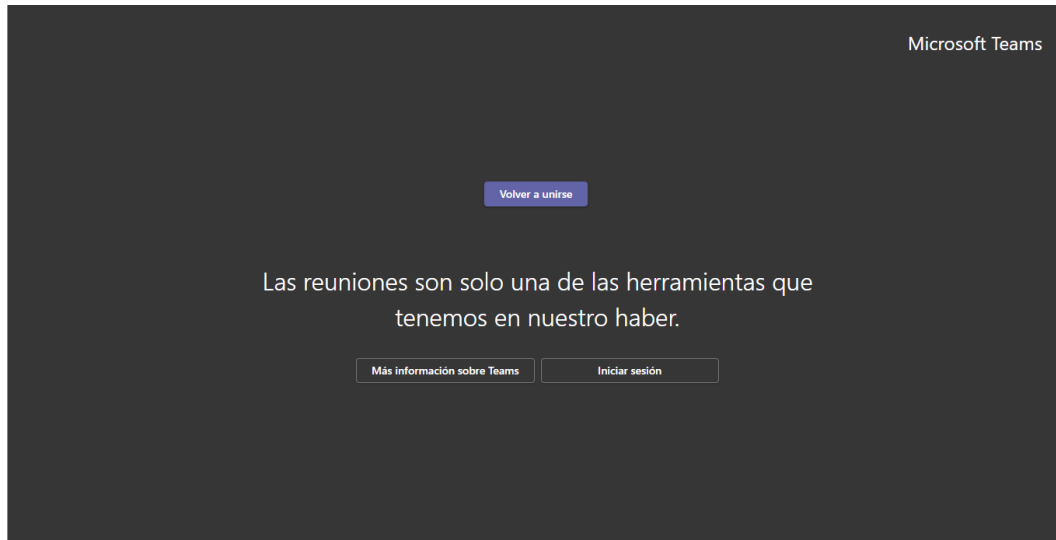 Microsoft Teams
Volver a unirse
Las reuniones son solo una de las herramientas que
tenemos en nuestro haber.
Más información sobre Teams
Iniciar sesión